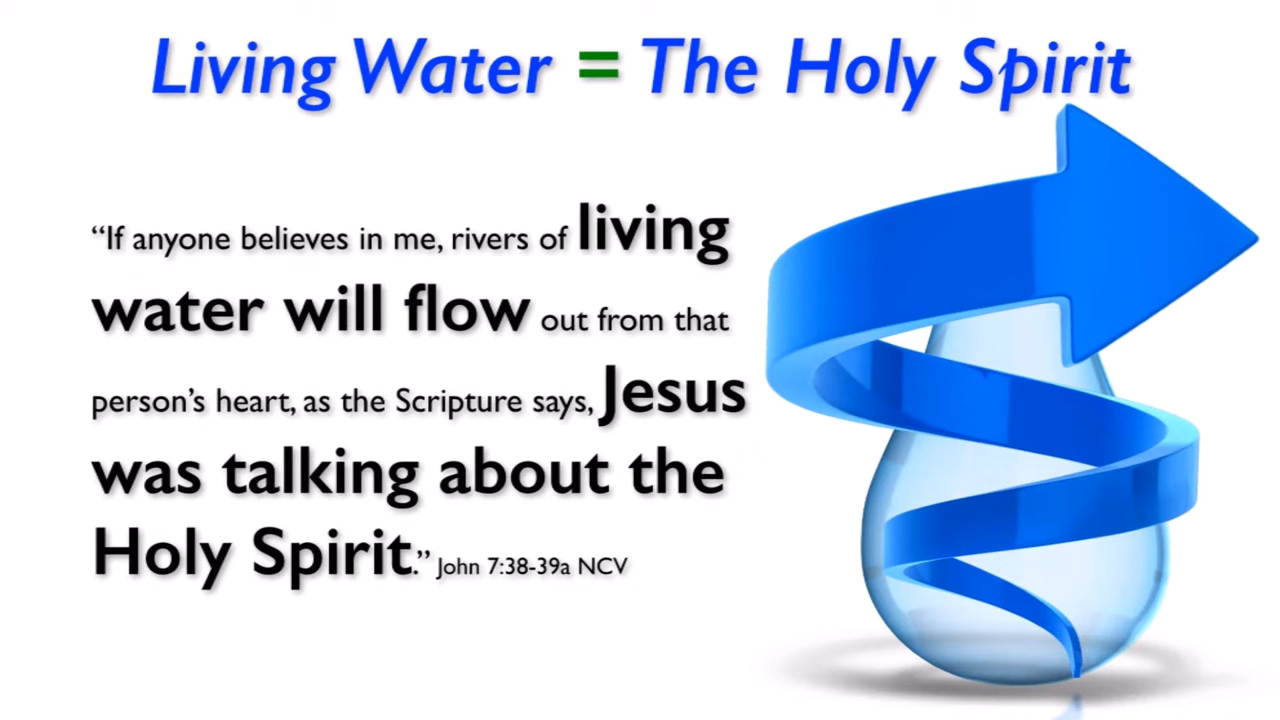 Living Water = The Holy Spirit
“If anyone believes in me, rivers of living
water will flow out from that
person’s heart, as the Scripture says, Jesus
was talking about the
Holy Spirit.” John 7:38-39a NCV